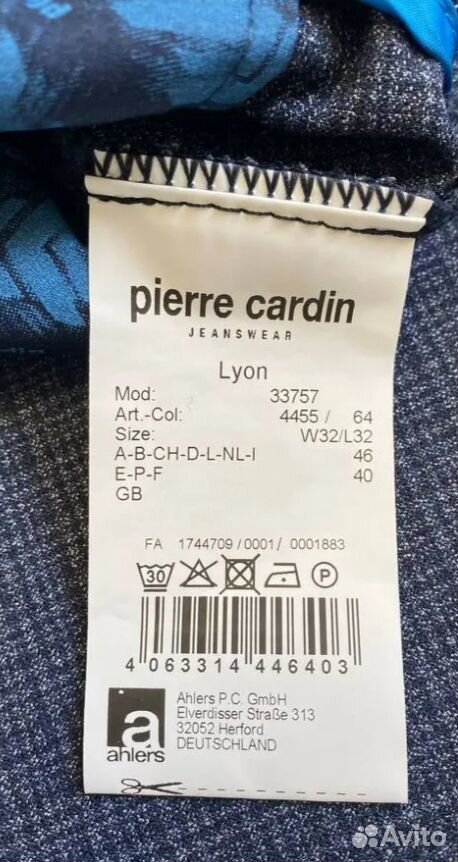 pierre cardin
JEANSWEAR
Lyon
Mod: 33757
Art.-Col: 4455 / 64
Size: W32/L32
A-B-CH-D-L-NL-I 46
E-P-F 40
GB
FA 1744709 /0001/ 0001883
30 P
4 063314 446403
a
ahlers
Ahlers P.C. GmbH
Elverdisser Straße 313
32052 Herford
DEUTSCHLAND
Avito